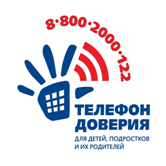 8·800·2000·122
ТЕЛЕФОН
ДОВЕРИЯ
ДЛЯ ДЕТЕЙ, ПОДРОСТКОВ
И ИХ РОДИТЕЛЕЙ